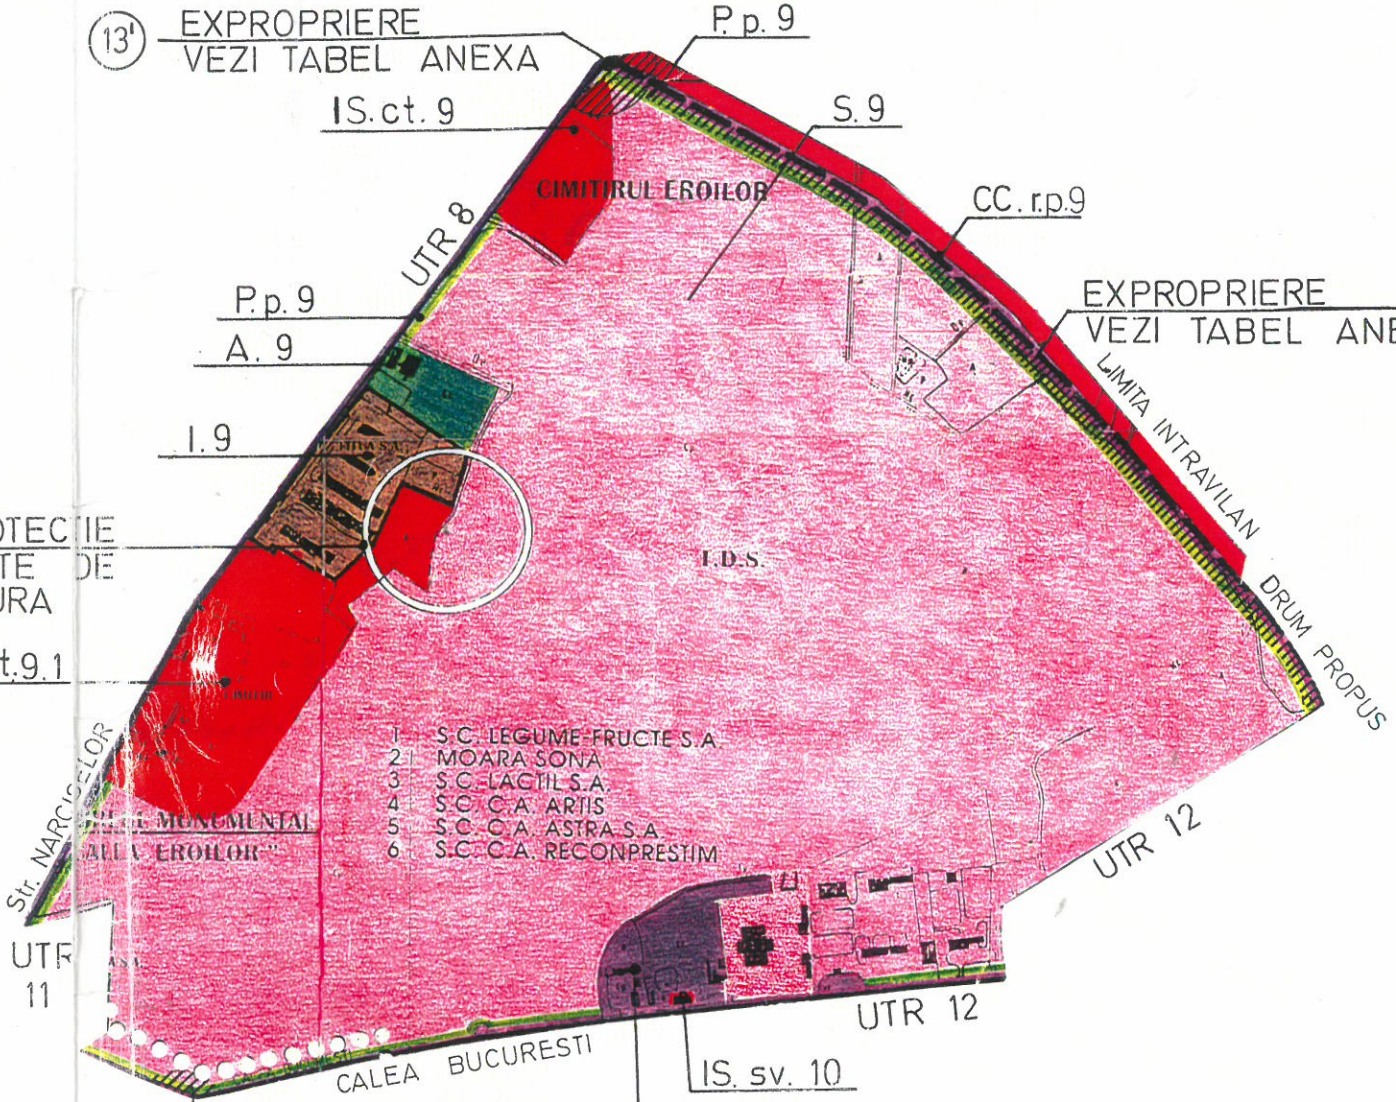 13'
EXPROPRIERE
VEZI TABEL ANEXA
P. p. 9
IS. ct. 9
S. 9
CIMITIRUL EROILOR
CC. r.p.9
UTR 8
P.p. 9
A. 9
EXPROPRIERE
VEZI TABEL ANE
LIMITA INTRAVILAN
I.9
OTECTIE
TE DE
URA
I.D.S.
t.9.1
DRUM PROPUS
1 S.C. LEGUME-FRUCTE S.A.
2 MOARA SONA
3 S.C. LACTIL S.A.
4 S.C. C.A. ARTIS
5 S.C. C.A. ASTRA S.A.
6 S.C. C.A. RECONPRESTIM
Str. NARCISELOR
MONUMENTAL
EROILOR"
UTR 12
UTR
11
UTR 12
CALEA BUCURESTI
IS. sv. 10